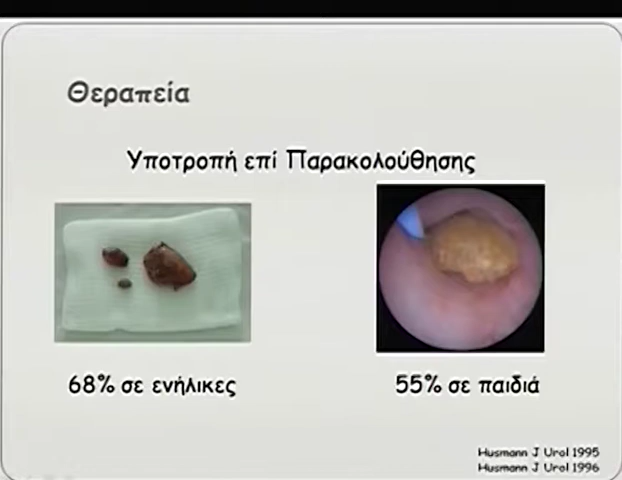 Θεραπεία
Υποτροπή επί Παρακολούθησης
68% σε ενήλικες
55% σε παιδιά
Husmann J Urol 1995
Husmann J Urol 1996